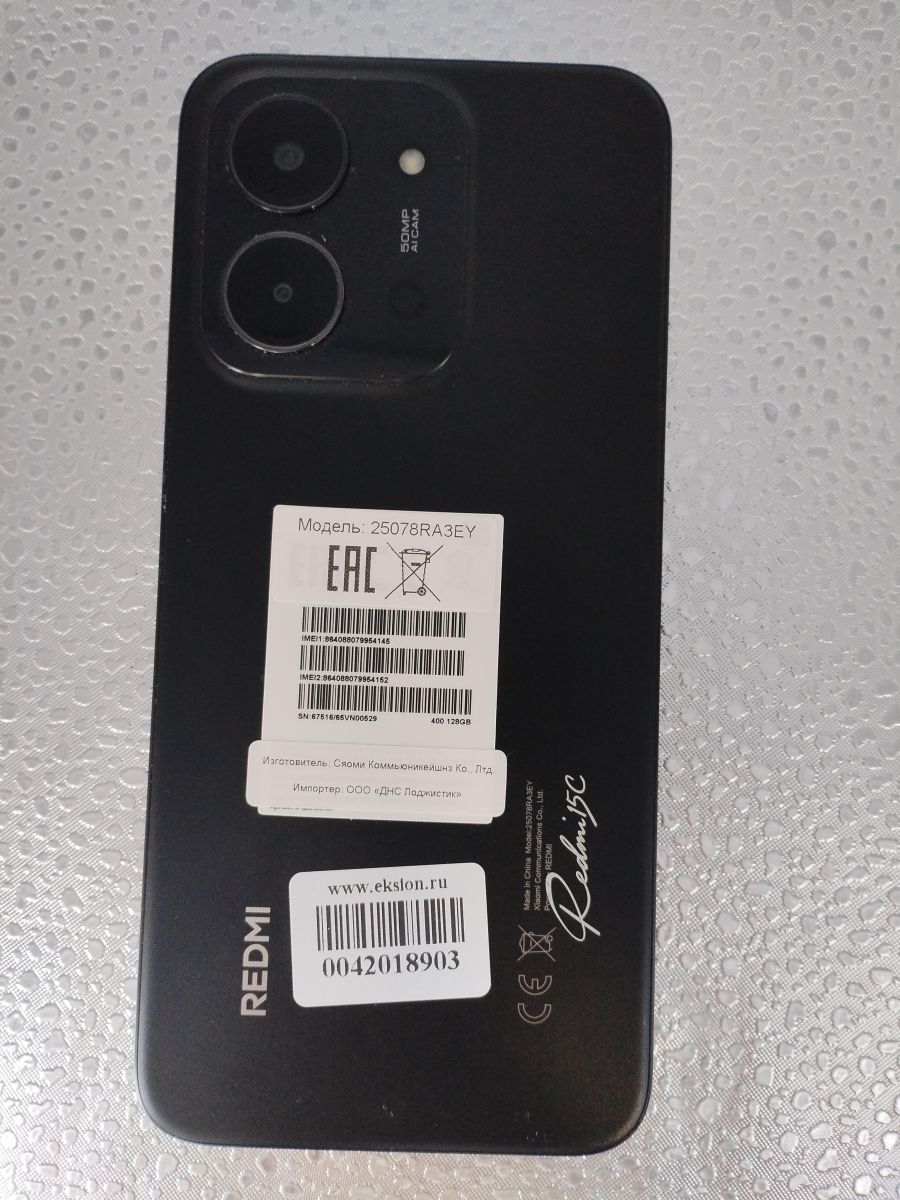 50MP
AI CAM
Модель: 25078RA3EY
EAC
IMEI1:864088079954145
IMEI2:864088079954152
SN:67516/65VN00529
400 128GB
Изготовитель: Сяоми Коммьюникейшнз Ко., Лтд.
Импортер: ООО «ДНС Лоджистик»
www.eksion.ru
0042018903
REDMI
Made in China Model:25078RA3EY
Xiaomi Communications Co., Ltd.
REDMI
Redmi 15C
CE